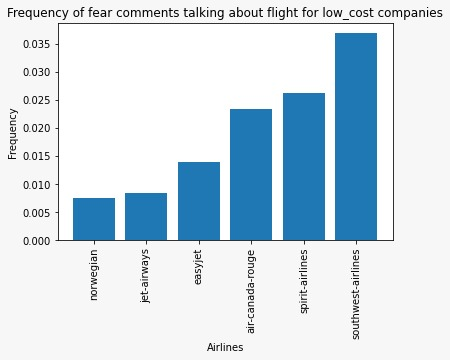 Frequency of fear comments talking about flight for low_cost companies
0.035
0.030
0.025
0.020
0.015
0.010
0.005
0.000
Frequency
norwegian
jet-airways
easyjet
air-canada-rouge
spirit-airlines
southwest-airlines
Airlines